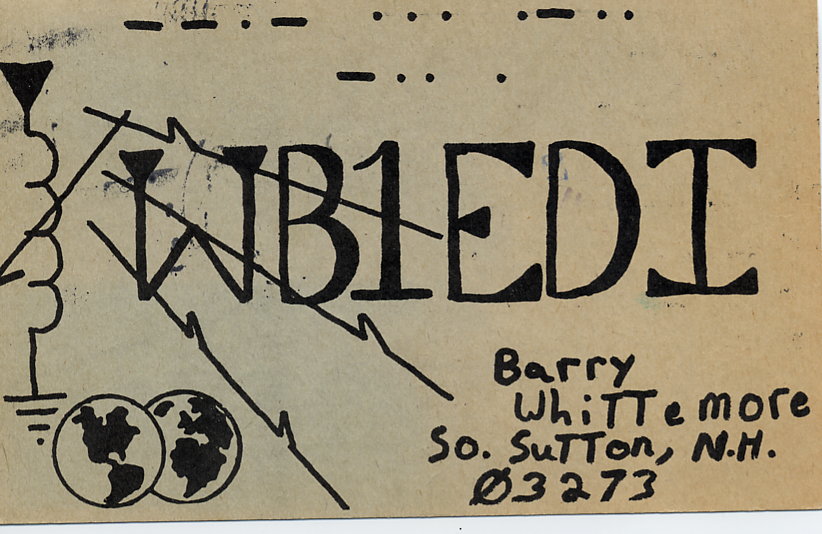 — —·— ··· ·—··
—·· ·
WB1EDI
Barry
Whittemore
So. Sutton, N.H.
Ø3273